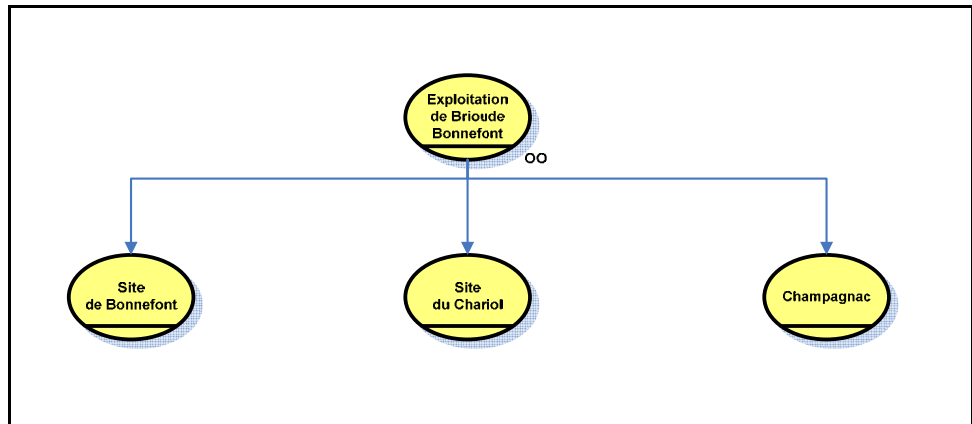 Exploitation
de Brioude
Bonnefont
OO
Site
de Bonnefont
Site
du Chariol
Champagnac